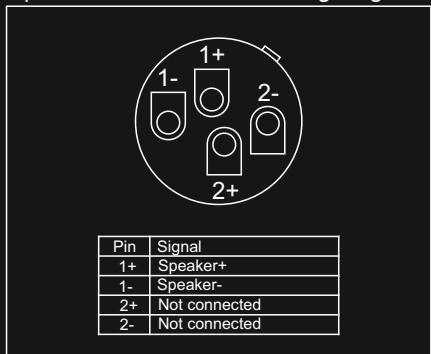 1+
1-
2-
2+
Pin Signal
1+ Speaker+
1- Speaker-
2+ Not connected
2- Not connected